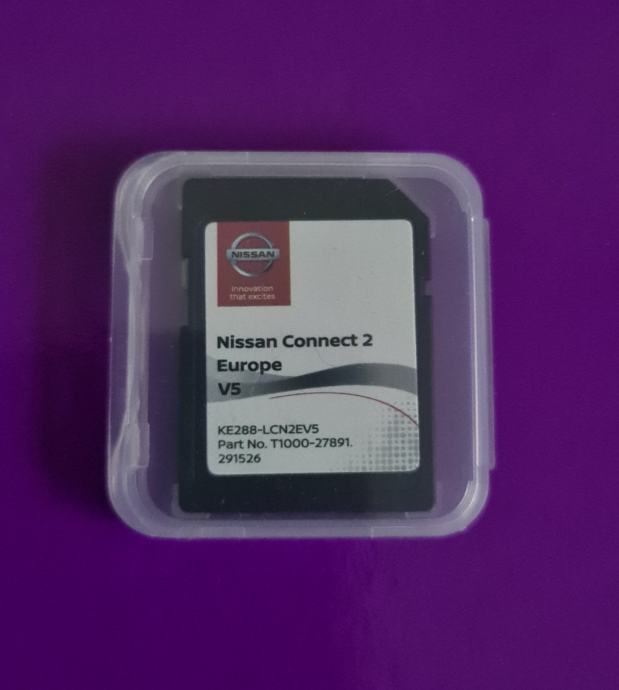 NISSAN
Innovation
that excites
Nissan Connect 2
Europe
V5
KE288-LCN2EV5
Part No. T1000-27891.
291526